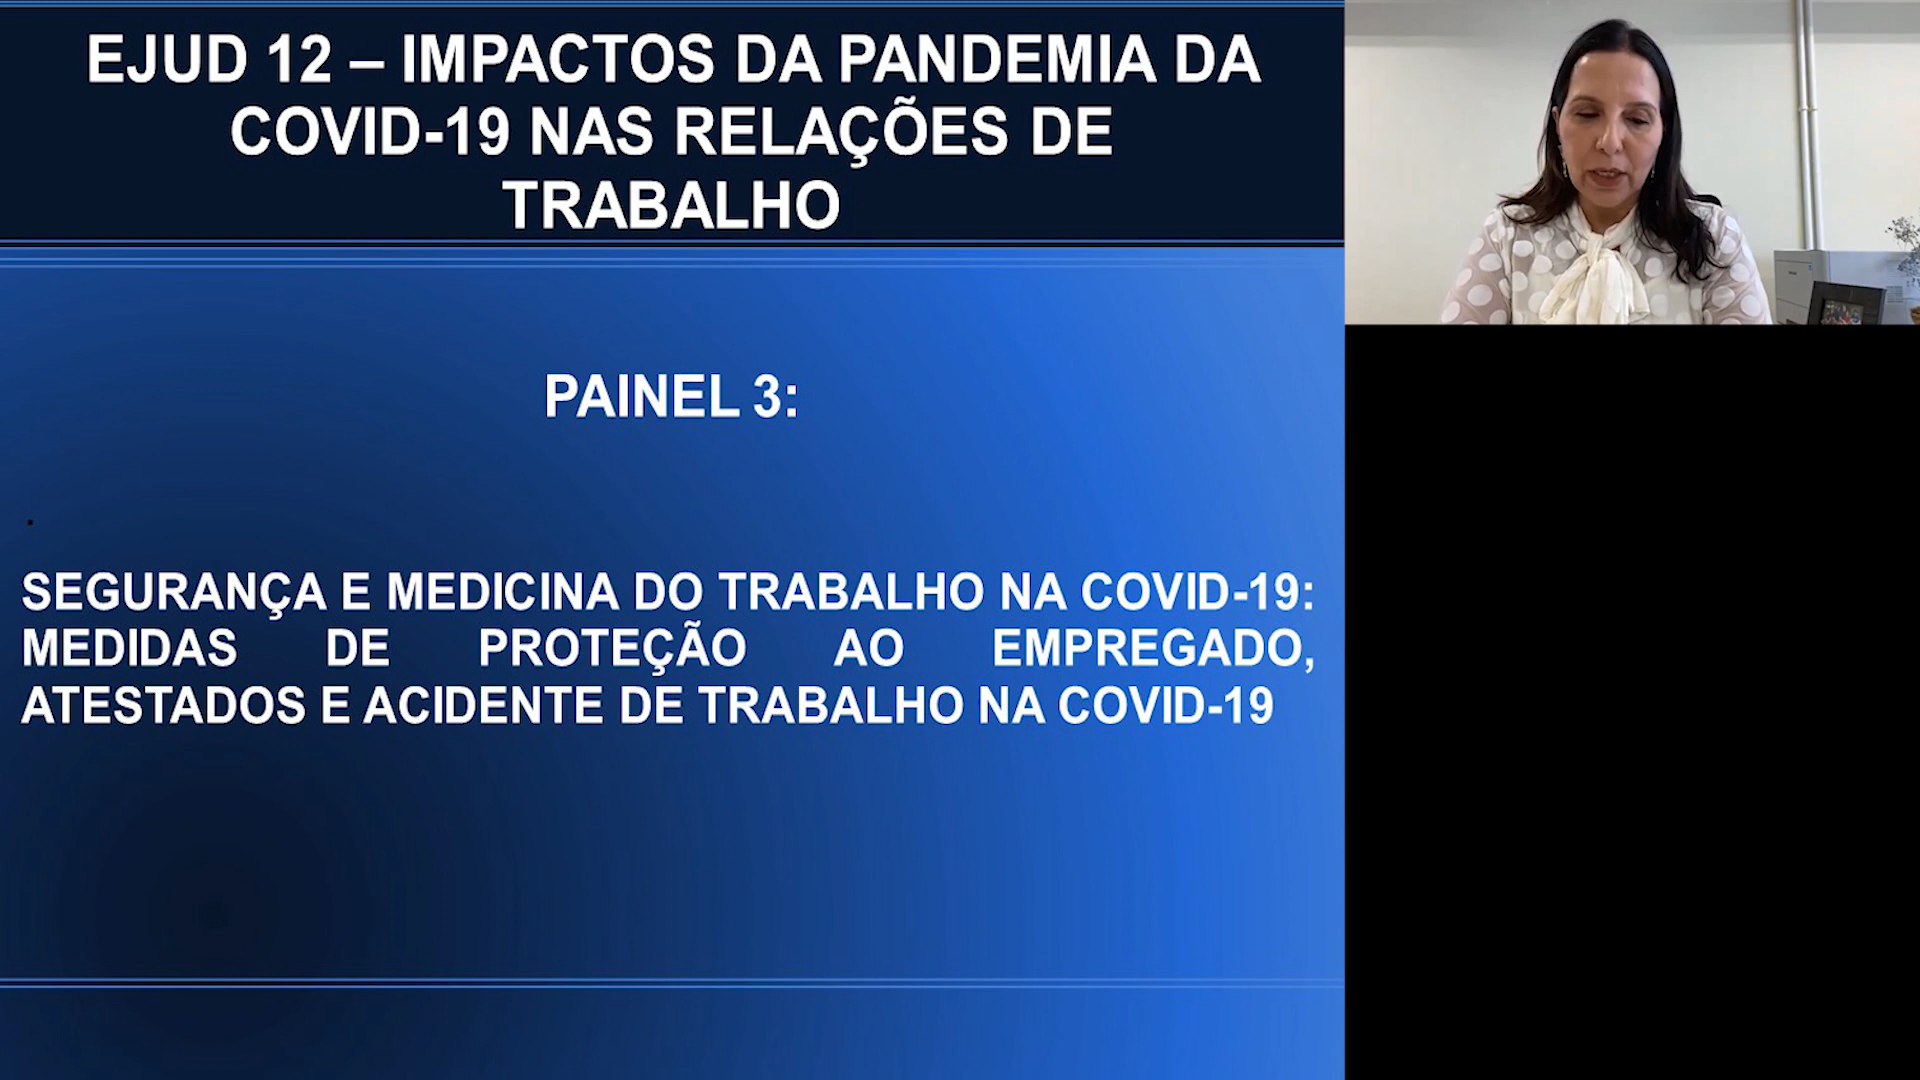 EJUD 12 – IMPACTOS DA PANDEMIA DA
COVID-19 NAS RELAÇÕES DE
TRABALHO
PAINEL 3:
SEGURANÇA E MEDICINA DO TRABALHO NA COVID-19:
MEDIDAS DE PROTEÇÃO AO EMPREGADO,
ATESTADOS E ACIDENTE DE TRABALHO NA COVID-19